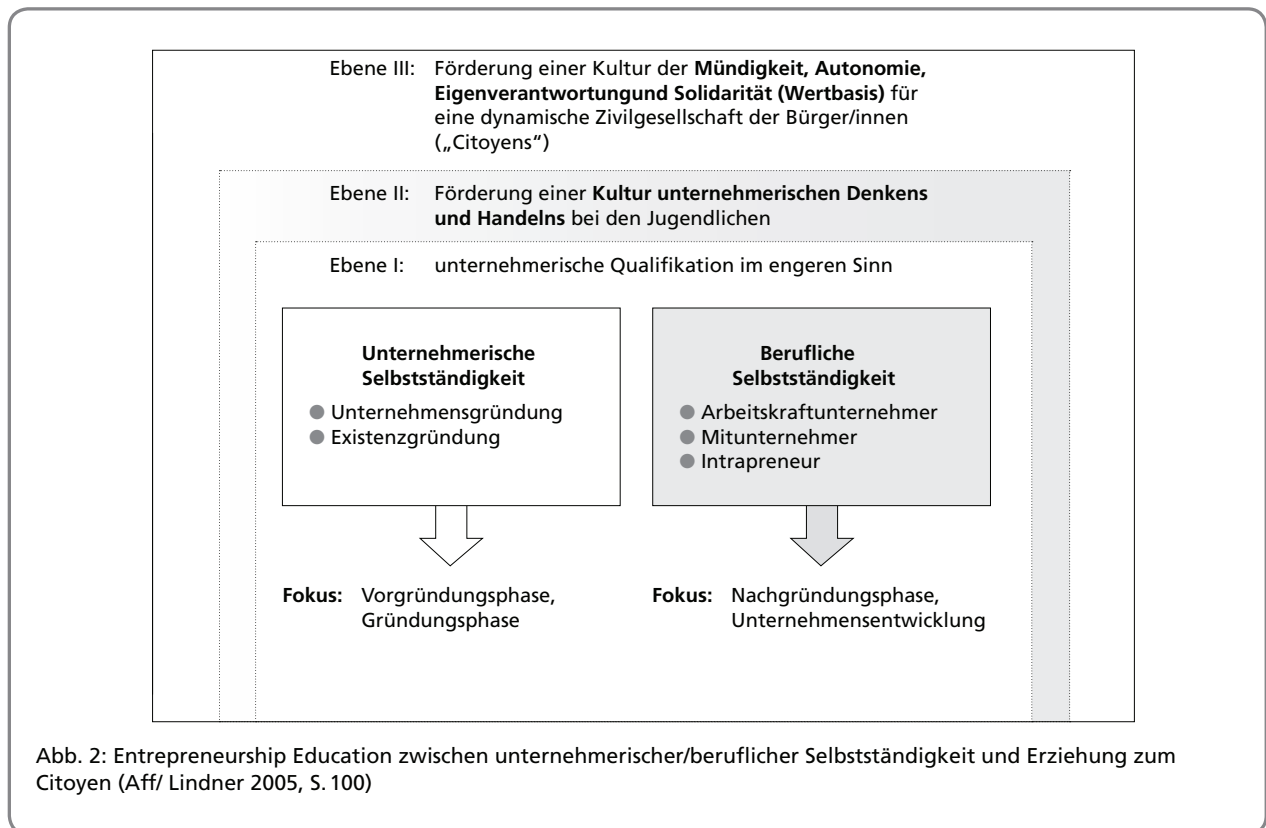 Ebene III: Förderung einer Kultur der Mündigkeit, Autonomie,
Eigenverantwortungund Solidarität (Wertbasis) für
eine dynamische Zivilgesellschaft der Bürger/innen
(„Citoyens“)
Ebene II: Förderung einer Kultur unternehmerischen Denkens
und Handelns bei den Jugendlichen
Ebene I: unternehmerische Qualifikation im engeren Sinn
Unternehmerische
Selbstständigkeit
● Unternehmensgründung
● Existenzgründung
Fokus: Vorgründungsphase,
Gründungsphase
Berufliche
Selbstständigkeit
● Arbeitskraftunternehmer
● Mitunternehmer
● Intrapreneur
Fokus: Nachgründungsphase,
Unternehmensentwicklung
Abb. 2: Entrepreneurship Education zwischen unternehmerischer/beruflicher Selbstständigkeit und Erziehung zum
Citoyen (Aff/ Lindner 2005, S. 100)